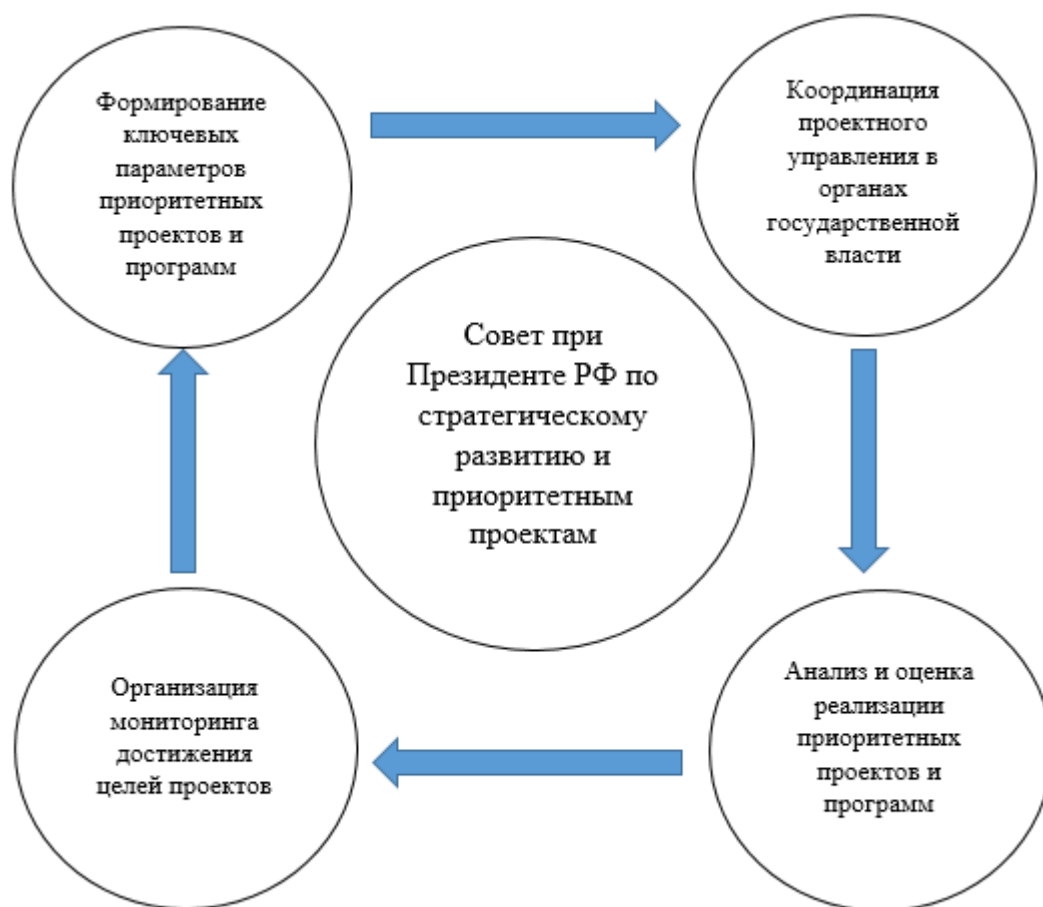 Формирование
ключевых
параметров
приоритетных
проектов и
программ
Координация
проектного
управления в
органах
государственной
власти
Совет при
Президенте РФ по
стратегическому
развитию и
приоритетным
проектам
Организация
мониторинга
достижения
целей проектов
Анализ и оценка
реализации
приоритетных
проектов и
программ